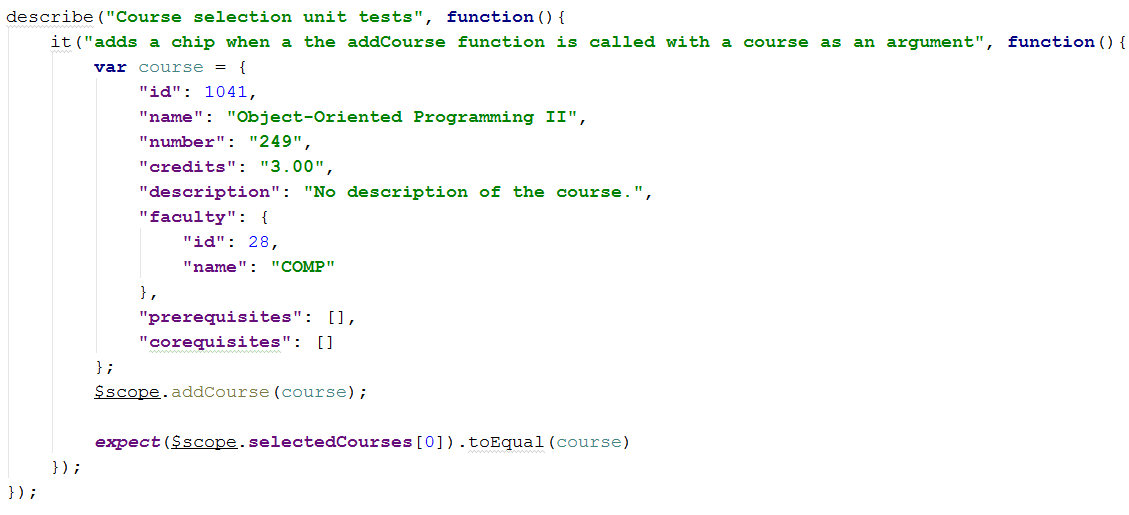 describe("Course selection unit tests", function(){
    it("adds a chip when a the addCourse function is called with a course as an argument", function(){
        var course = {
            "id": 1041,
            "name": "Object-Oriented Programming II",
            "number": "249",
            "credits": "3.00",
            "description": "No description of the course.",
            "faculty": {
                "id": 28,
                "name": "COMP"
            },
            "prerequisites": [],
            "corequisites": []
        };
        $scope.addCourse(course);

        expect($scope.selectedCourses[0]).toEqual(course)
    });
});